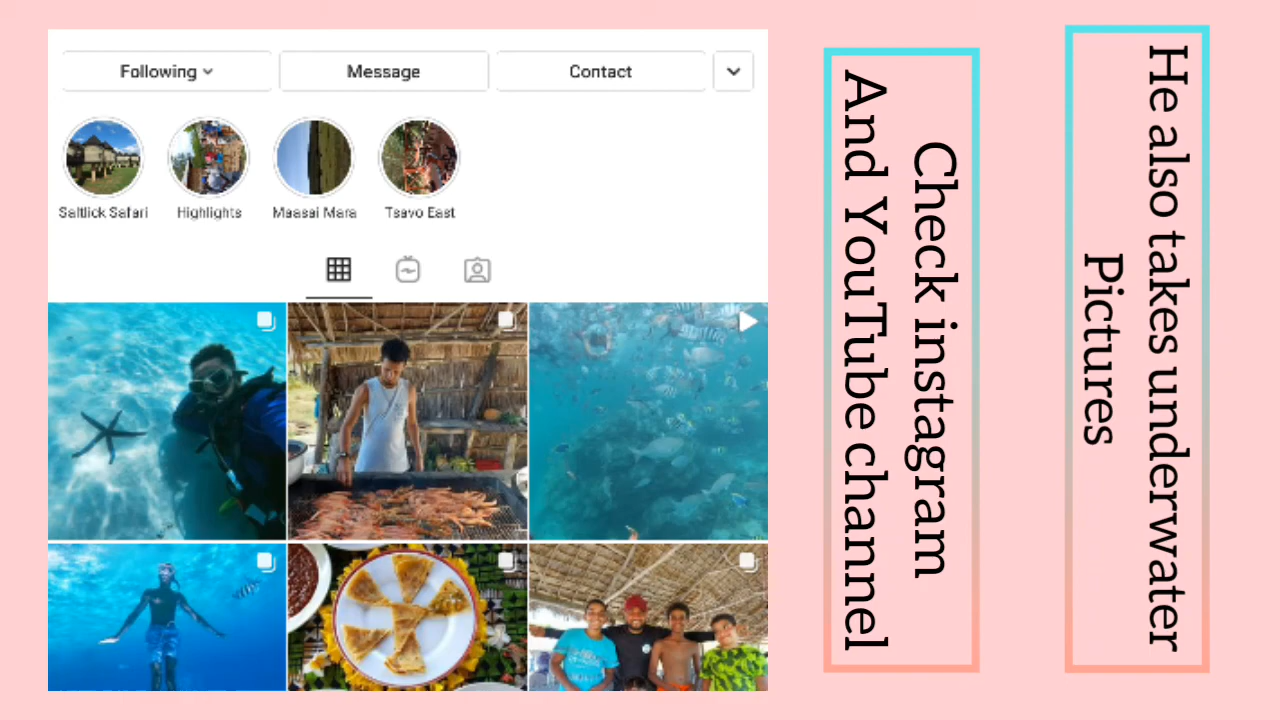 Following
Message
Contact
Saltlick Safari
Highlights
Maasai Mara
Tsavo East
Check instagram
And YouTube channel
He also takes underwater
Pictures